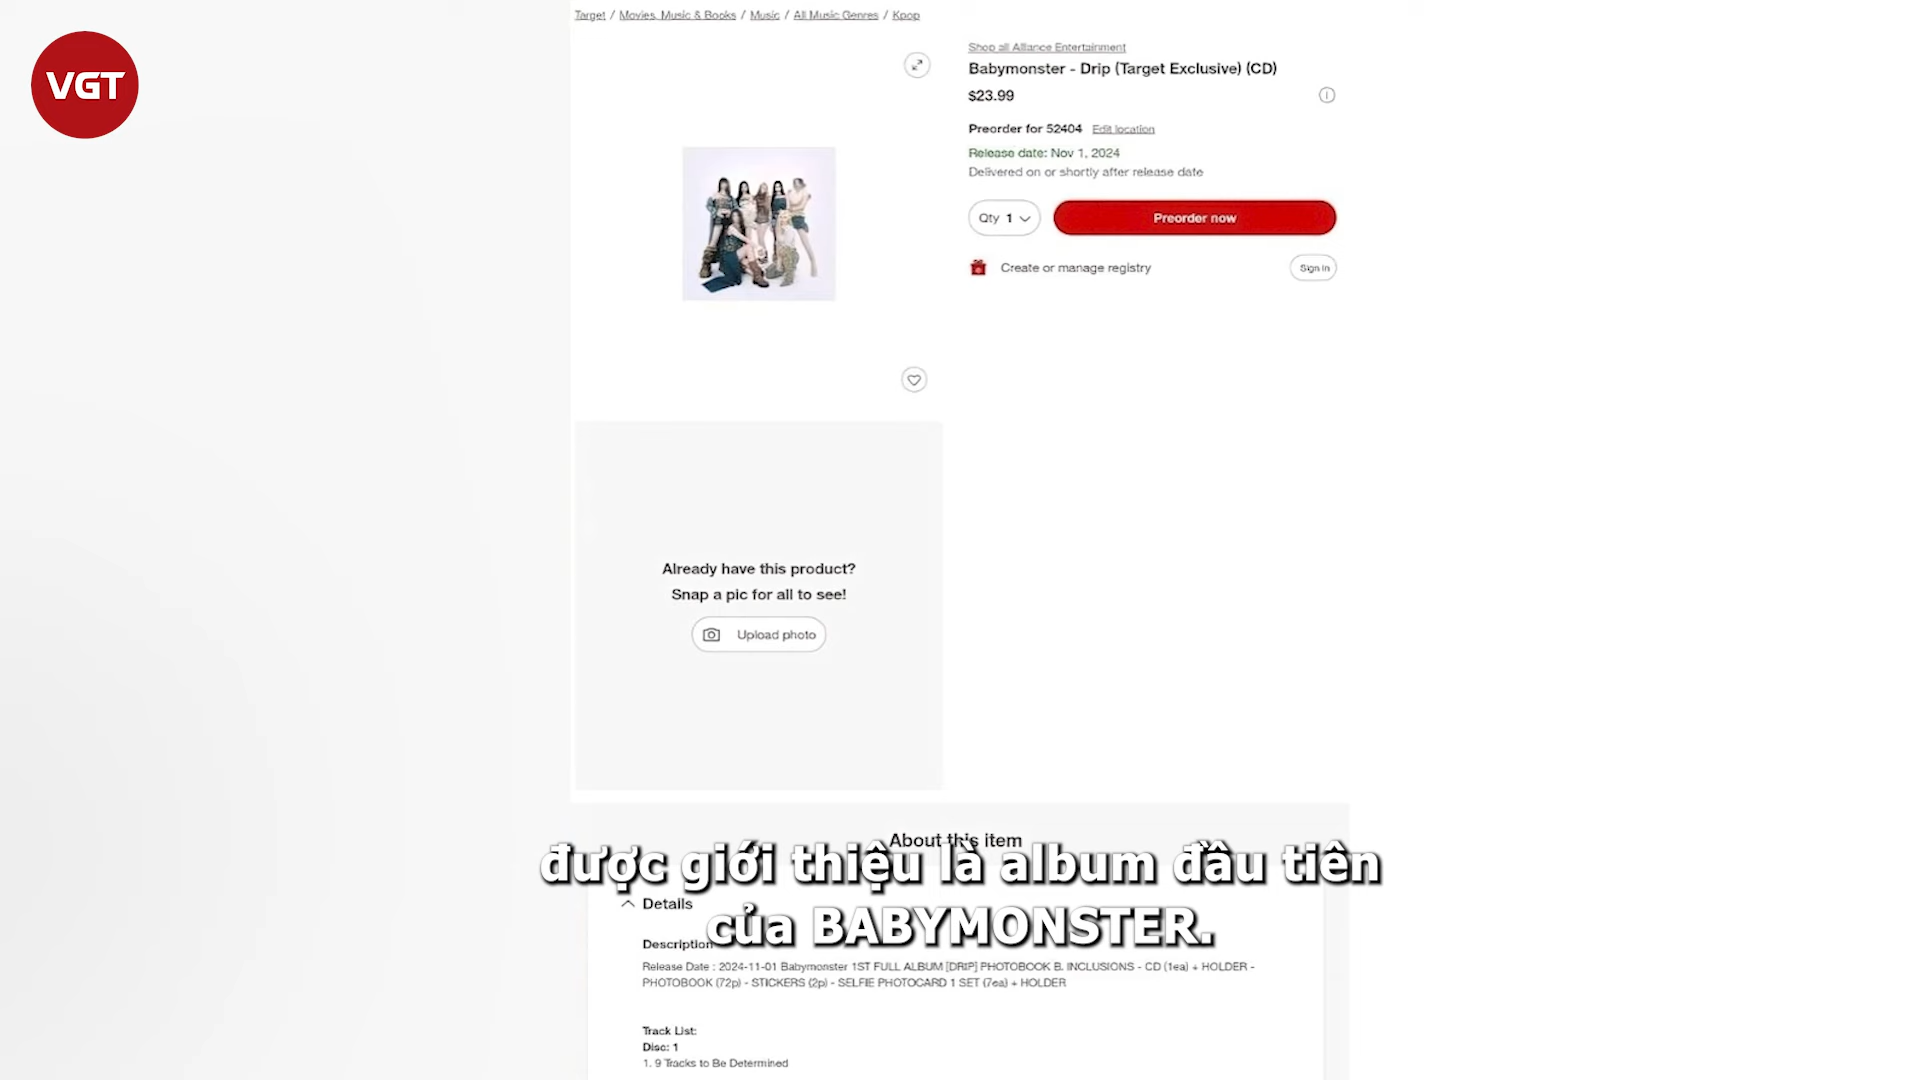 VGT
Target / Movies, Music & Books / Music / All Music Genres / Kpop
Shop all Alliance Entertainment
Babymonster - Drip (Target Exclusive) (CD)
$23.99
Preorder for 52404 Edit location
Release date: Nov 1, 2024
Delivered on or shortly after release date
Qty 1
Preorder now
Create or manage registry
Sign in
Already have this product?
Snap a pic for all to see!
Upload photo
About this item
được giới thiệu là album đầu tiên
của BABYMONSTER.
Details
Description
Release Date : 2024-11-01 Babymonster 1ST FULL ALBUM [DRIP] PHOTOBOOK B. INCLUSIONS - CD (1ea) + HOLDER -
PHOTOBOOK (72p) - STICKERS (2p) - SELFIE PHOTOCARD 1 SET (7ea) + HOLDER
Track List:
Disc: 1
1. 9 Tracks to Be Determined